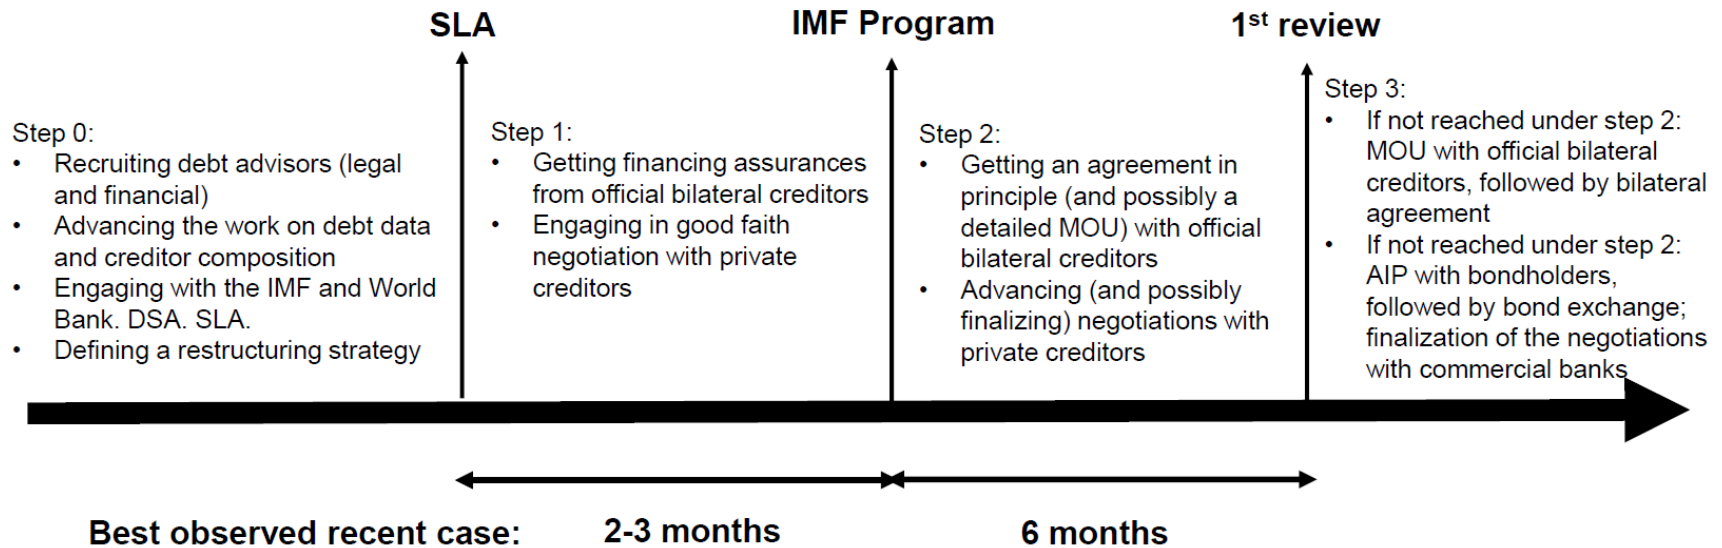 SLA
IMF Program
1st review
Step 0:
• Recruiting debt advisors (legal
and financial)
• Advancing the work on debt data
and creditor composition
• Engaging with the IMF and World
Bank. DSA. SLA.
• Defining a restructuring strategy
Step 1:
• Getting financing assurances
from official bilateral creditors
• Engaging in good faith
negotiation with private
creditors
Step 2:
• Getting an agreement in
principle (and possibly a
detailed MOU) with official
bilateral creditors
• Advancing (and possibly
finalizing) negotiations with
private creditors
Step 3:
• If not reached under step 2:
MOU with official bilateral
creditors, followed by bilateral
agreement
• If not reached under step 2:
AIP with bondholders,
followed by bond exchange;
finalization of the negotiations
with commercial banks
Best observed recent case:
2-3 months
6 months